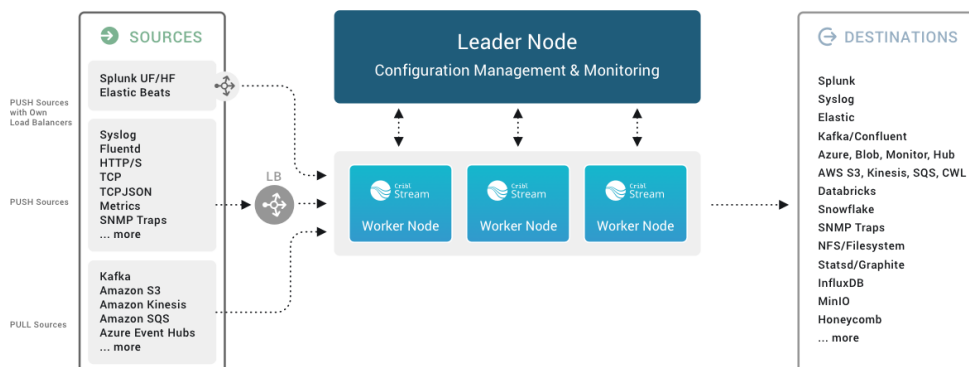 SOURCES
PUSH Sources
with Own
Load Balancers
Splunk UF/HF
Elastic Beats
PUSH Sources
Syslog
Fluentd
HTTP/S
TCP
TCPJSON
Metrics
SNMP Traps
... more
PULL Sources
Kafka
Amazon S3
Amazon Kinesis
Amazon SQS
Azure Event Hubs
... more
LB
Leader Node
Configuration Management & Monitoring
Cribl
Stream
Worker Node
Cribl
Stream
Worker Node
Cribl
Stream
Worker Node
DESTINATIONS
Splunk
Syslog
Elastic
Kafka/Confluent
Azure, Blob, Monitor, Hub
AWS S3, Kinesis, SQS, CWL
Databricks
Snowflake
SNMP Traps
NFS/Filesystem
Statsd/Graphite
InfluxDB
MinIO
Honeycomb
... more